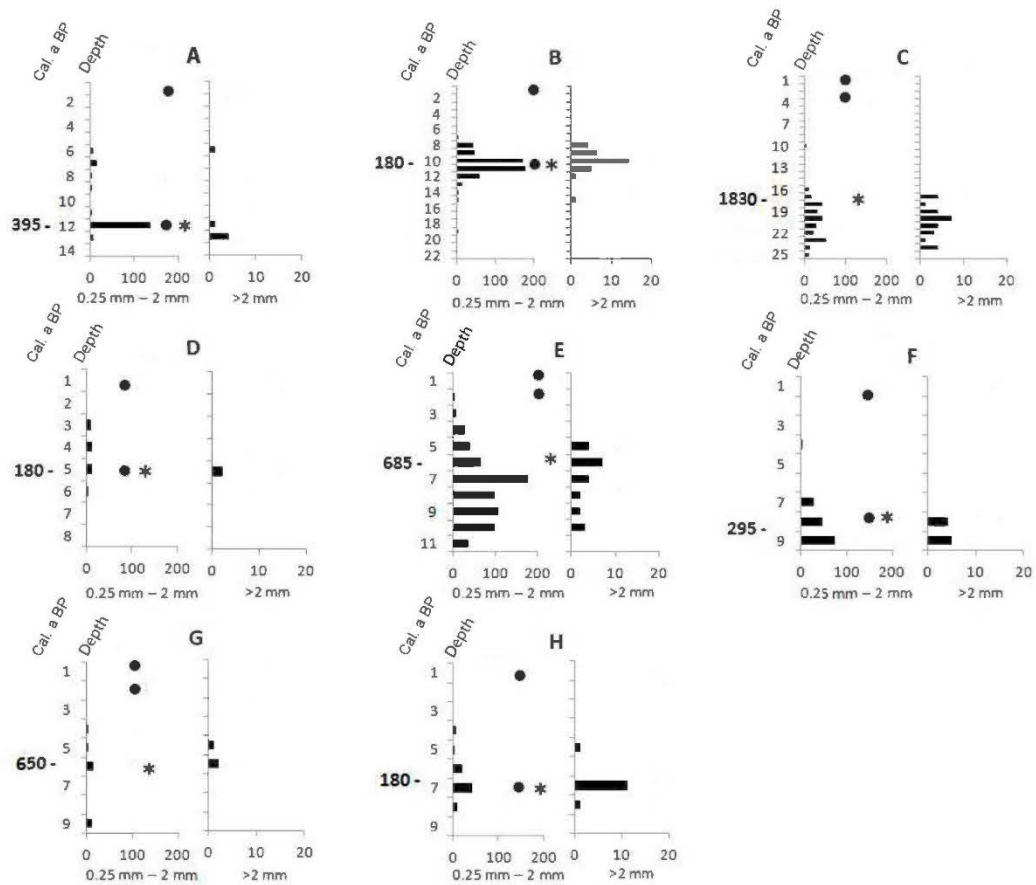 A
Cal. a BP
Depth
2
4
6
8
10
395 - 12
14
0 100 200 0 10 20
0.25 mm – 2 mm >2 mm
B
Cal. a BP
Depth
2
4
6
8
180 - 10
12
14
16
18
20
22
0 100 200 0 10 20
0.25 mm – 2 mm >2 mm
C
Cal. a BP
Depth
1
4
7
10
13
16
1830 - 19
22
25
0 100 200 0 10 20
0.25 mm – 2 mm >2 mm
D
Cal. a BP
Depth
1
2
3
4
180 - 5
6
7
8
0 100 200 0 10 20
0.25 mm – 2 mm >2 mm
E
Cal. a BP
Depth
1
3
5
685 -
7
9
11
0 100 200 0 10 20
0.25 mm – 2 mm >2 mm
F
Cal. a BP
Depth
1
3
5
7
295 -
9
0 100 200 0 10 20
0.25 mm – 2 mm >2 mm
G
Cal. a BP
Depth
1
3
5
650 -
7
9
0 100 200 0 10 20
0.25 mm – 2 mm >2 mm
H
Cal. a BP
Depth
1
3
5
180 - 7
9
0 100 200 0 10 20
0.25 mm – 2 mm >2 mm